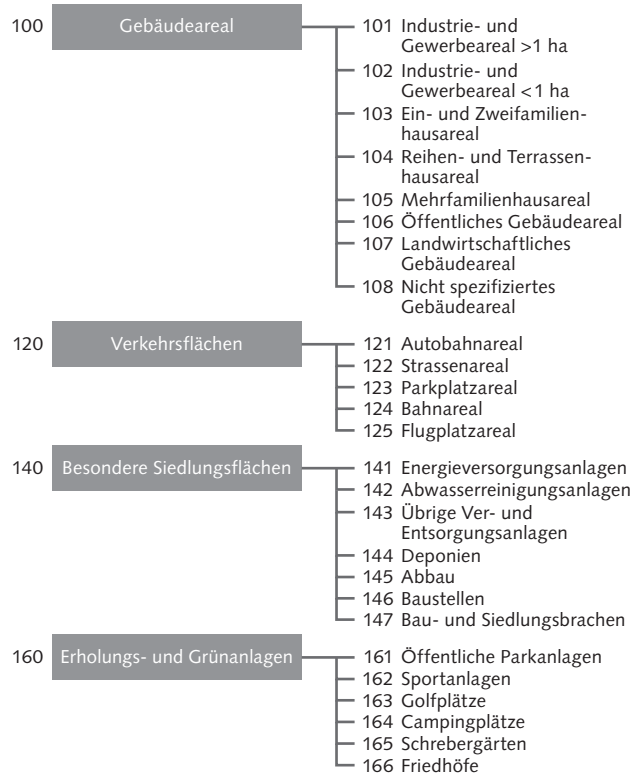 100 Gebäudeareal
101 Industrie- und
Gewerbeareal >1 ha
102 Industrie- und
Gewerbeareal <1 ha
103 Ein- und Zweifamilien-
hausareal
104 Reihen- und Terrassen-
hausareal
105 Mehrfamilienhausareal
106 Öffentliches Gebäudeareal
107 Landwirtschaftliches
Gebäudeareal
108 Nicht spezifiziertes
Gebäudeareal
120 Verkehrsflächen
121 Autobahnareal
122 Strassenareal
123 Parkplatzareal
124 Bahnareal
125 Flugplatzareal
140 Besondere Siedlungsflächen
141 Energieversorgungsanlagen
142 Abwasserreinigungsanlagen
143 Übrige Ver- und
Entsorgungsanlagen
144 Deponien
145 Abbau
146 Baustellen
147 Bau- und Siedlungsbrachen
160 Erholungs- und Grünanlagen
161 Öffentliche Parkanlagen
162 Sportanlagen
163 Golfplätze
164 Campingplätze
165 Schrebergärten
166 Friedhöfe